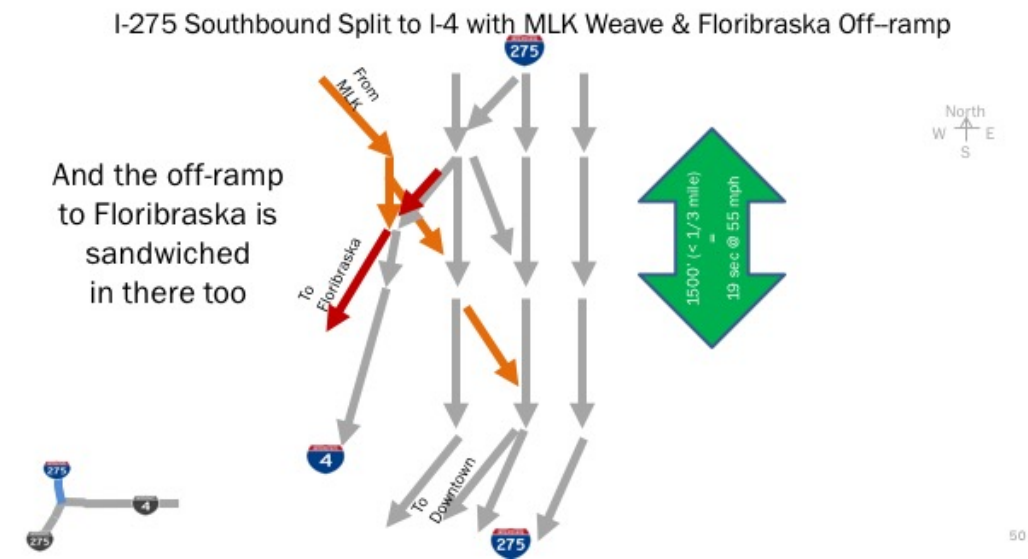 I-275 Southbound Split to I-4 with MLK Weave & Floribraska Off--ramp
275
From
MLK
North
W E
S
And the off-ramp
to Floribraska is
sandwiched
in there too
1500' (< 1/3 mile)
=
19 sec @ 55 mph
To
Floribraska
4
To
Downtown
275
275
4
275
50